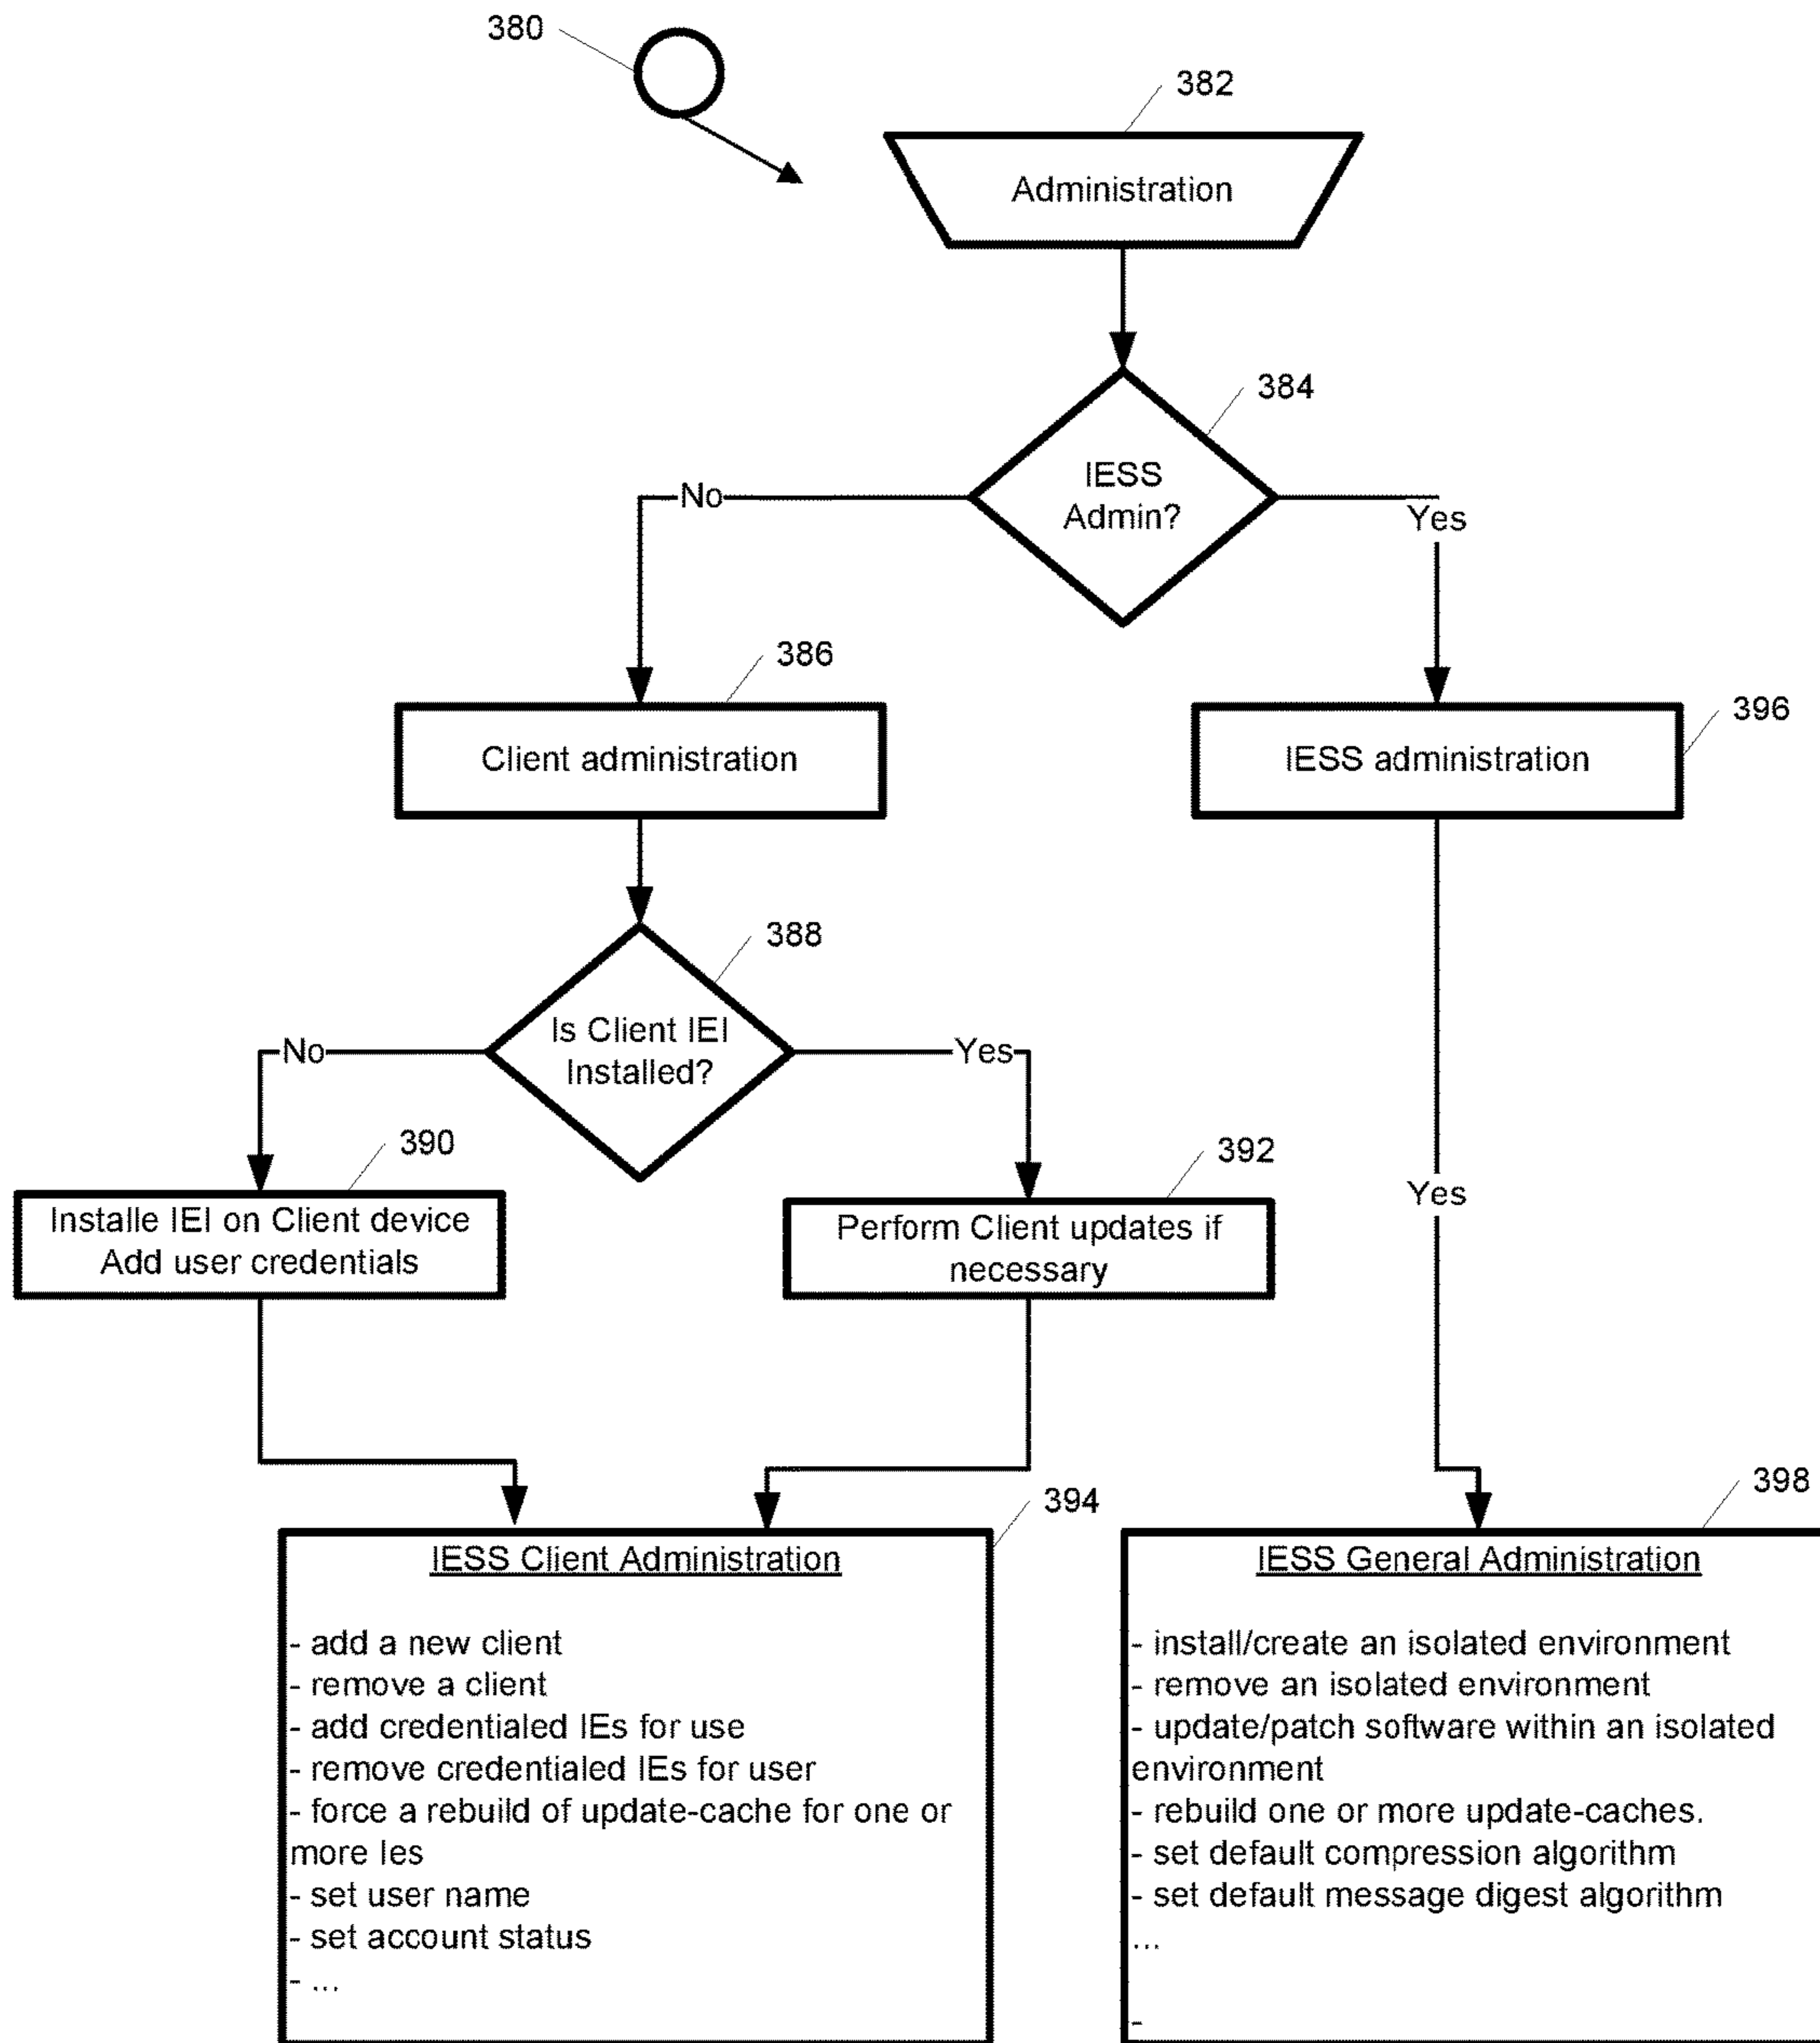 380
382
Administration
384
IESS
Admin?
No
Yes
386
Client administration
396
IESS administration
388
Is Client IEI
Installed?
No
Yes
390
Installe IEI on Client device
Add user credentials
392
Perform Client updates if
necessary
Yes
394
IESS Client Administration
- add a new client
- remove a client
- add credentialed IEs for use
- remove credentialed IEs for user
- force a rebuild of update-cache for one or
more Ies
- set user name
- set account status
- ...
398
IESS General Administration
- install/create an isolated environment
- remove an isolated environment
- update/patch software within an isolated
environment
- rebuild one or more update-caches.
- set default compression algorithm
- set default message digest algorithm
...
-